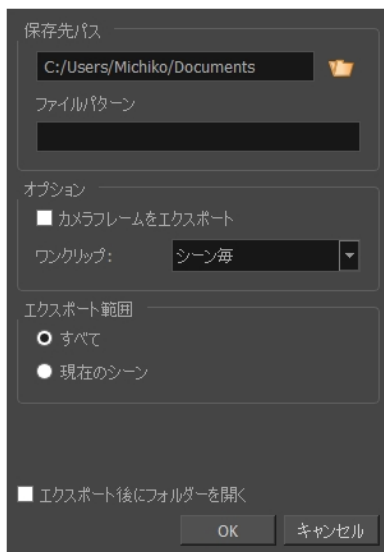 保存先パス
C:/Users/Michiko/Documents
ファイルパターン
オプション
カメラフレームをエクスポート
ワンクリップ: シーン毎
エクスポート範囲
すべて
現在のシーン
エクスポート後にフォルダーを開く
OK キャンセル